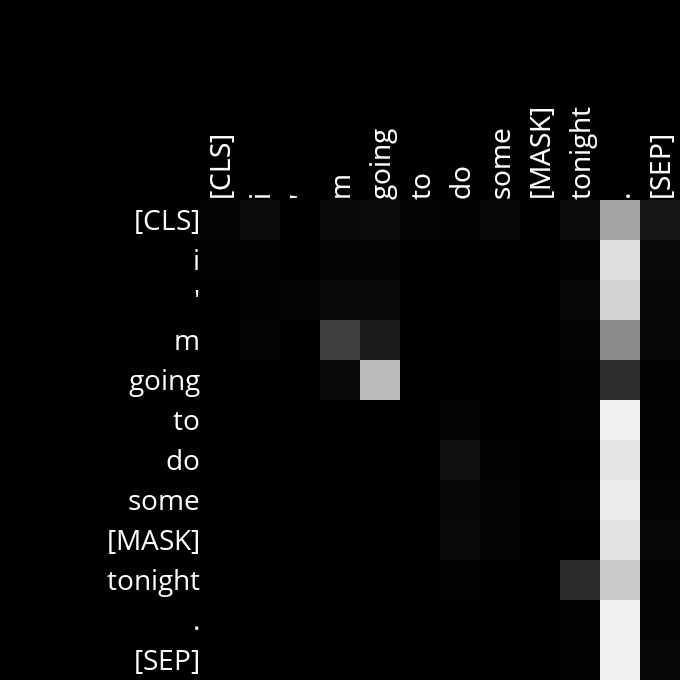 [CLS] i ' m going to do some [MASK] tonight . [SEP]
[CLS]
i
'
m
going
to
do
some
[MASK]
tonight
.
[SEP]